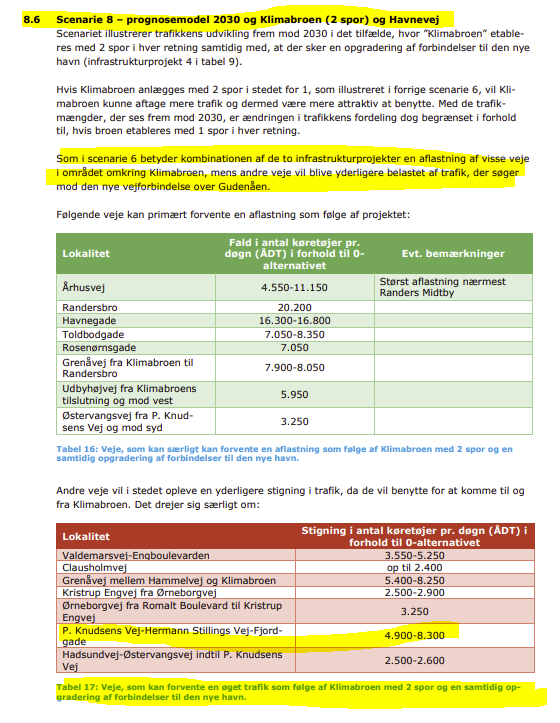 8.6 Scenarie 8 – prognosemodel 2030 og Klimabroen (2 spor) og Havnevej
Scenariet illustrerer trafikkens udvikling frem mod 2030 i det tilfælde, hvor ”Klimabroen” etable-
res med 2 spor i hver retning samtidig med, at der sker en opgradering af forbindelser til den nye
havn (infrastrukturprojekt 4 i tabel 9).
Hvis Klimabroen anlægges med 2 spor i stedet for 1, som illustreret i forrige scenarie 6, vil Kli-
mabroen kunne aftage mere trafik og dermed være mere attraktiv at benytte. Med de trafik-
mængder, der ses frem mod 2030, er ændringen i trafikkens fordeling dog begrænset i forhold
til, hvis broen etableres med 1 spor i hver retning.
Som i scenarie 6 betyder kombinationen af de to infrastrukturprojekter en aflastning af visse veje
i området omkring Klimabroen, mens andre veje vil blive yderligere belastet af trafik, der søger
mod den nye vejforbindelse over Gudenåen.
Følgende veje kan primært forvente en aflastning som følge af projektet:
Lokalitet Fald i antal køretøjer pr. døgn (ÅDT) i forhold til 0-alternativet Evt. bemærkninger
Århusvej 4.550-11.150 Størst aflastning nærmest Randers Midtby
Randersbro 20.200
Havnegade 16.300-16.800
Toldbodgade 7.050-8.350
Rosenørnsgade 7.050
Grenåvej fra Klimabroen til Randersbro 7.900-8.050
Udbyhøjvej fra Klimabroens tilslutning og mod vest 5.950
Østervangsvej fra P. Knud-sens Vej og mod syd 3.250
Tabel 16: Veje, som kan særligt kan forvente en aflastning som følge af Klimabroen med 2 spor og en
samtidig opgradering af forbindelser til den nye havn.
Andre veje vil i stedet opleve en yderligere stigning i trafik, da de vil benytte for at komme til og
fra Klimabroen. Det drejer sig særligt om:
Lokalitet Stigning i antal køretøjer pr. døgn (ÅDT) i forhold til 0-alternativet
Valdemarsvej-Engboulevarden 3.550-5.250
Clausholmvej op til 2.400
Grenåvej mellem Hammelvej og Klimabroen 5.400-8.250
Kristrup Engvej fra Ørneborgvej 2.500-2.900
Ørneborgvej fra Romalt Boulevard til Kristrup Engvej 3.250
P. Knudsens Vej-Hermann Stillings Vej-Fjord-gade 4.900-8.300
Hadsundvej-Østervangsvej indtil P. Knudsens Vej 2.500-2.600
Tabel 17: Veje, som kan forvente en øget trafik som følge af Klimabroen med 2 spor og en samtidig op-
gradering af forbindelser til den nye havn.